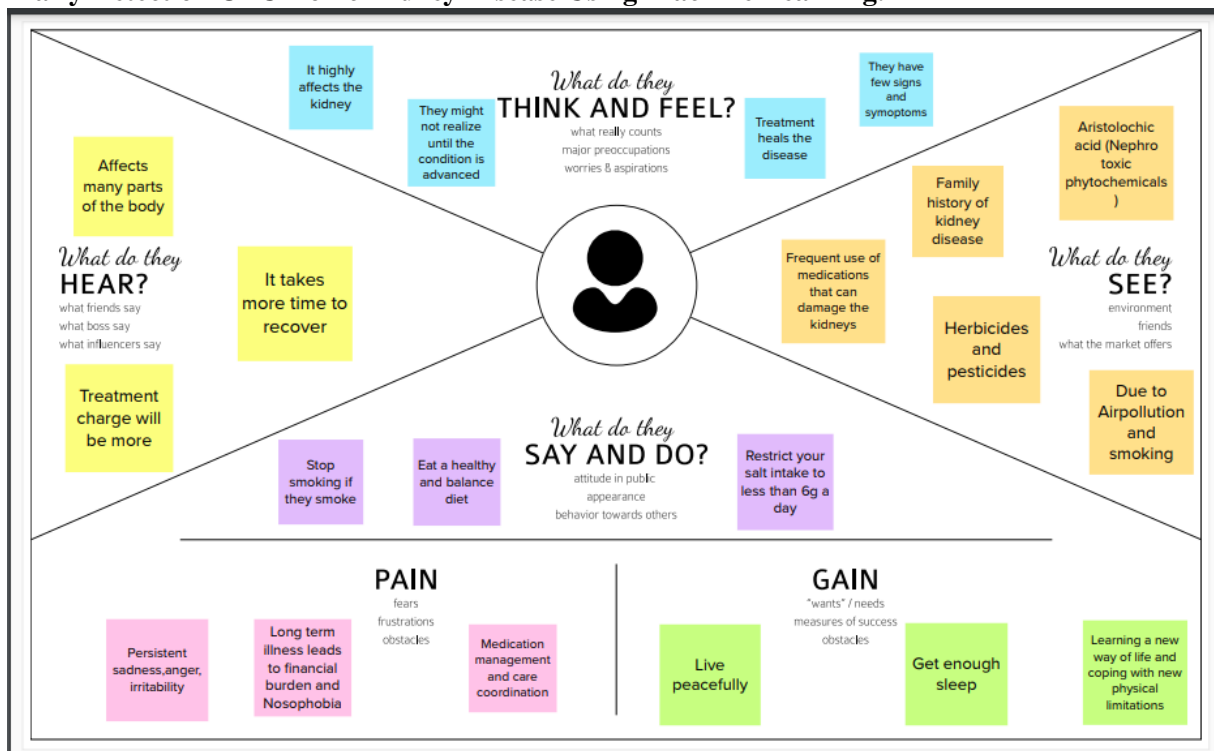 It highly
affects the
kidney
They might
not realize
until the
condition is
advanced
What do they
THINK AND FEEL?
what really counts
major preoccupations
worries & aspirations
Treatment
heals the
disease
They have
few signs
and
symoptoms
Affects
many parts
of the body
What do they
HEAR?
what friends say
what boss say
what influencers say
It takes
more time to
recover
Treatment
charge will
be more
Aristolochic
acid (Nephro
toxic
phytochemicals
)
Family
history of
kidney
disease
Frequent use of
medications
that can
damage the
kidneys
What do they
SEE?
environment
friends
what the market offers
Herbicides
and
pesticides
Due to
Airpollution
and
smoking
What do they
SAY AND DO?
attitude in public
appearance
behavior towards others
Stop
smoking if
they smoke
Eat a healthy
and balance
diet
Restrict your
salt intake to
less than 6g a
day
PAIN
fears
frustrations
obstacles
Persistent
sadness,anger,
irritability
Long term
illness leads
to financial
burden and
Nosophobia
Medication
management
and care
coordination
GAIN
"wants" / needs
measures of success
obstacles
Live
peacefully
Get enough
sleep
Learning a new
way of life and
coping with new
physical
limitations